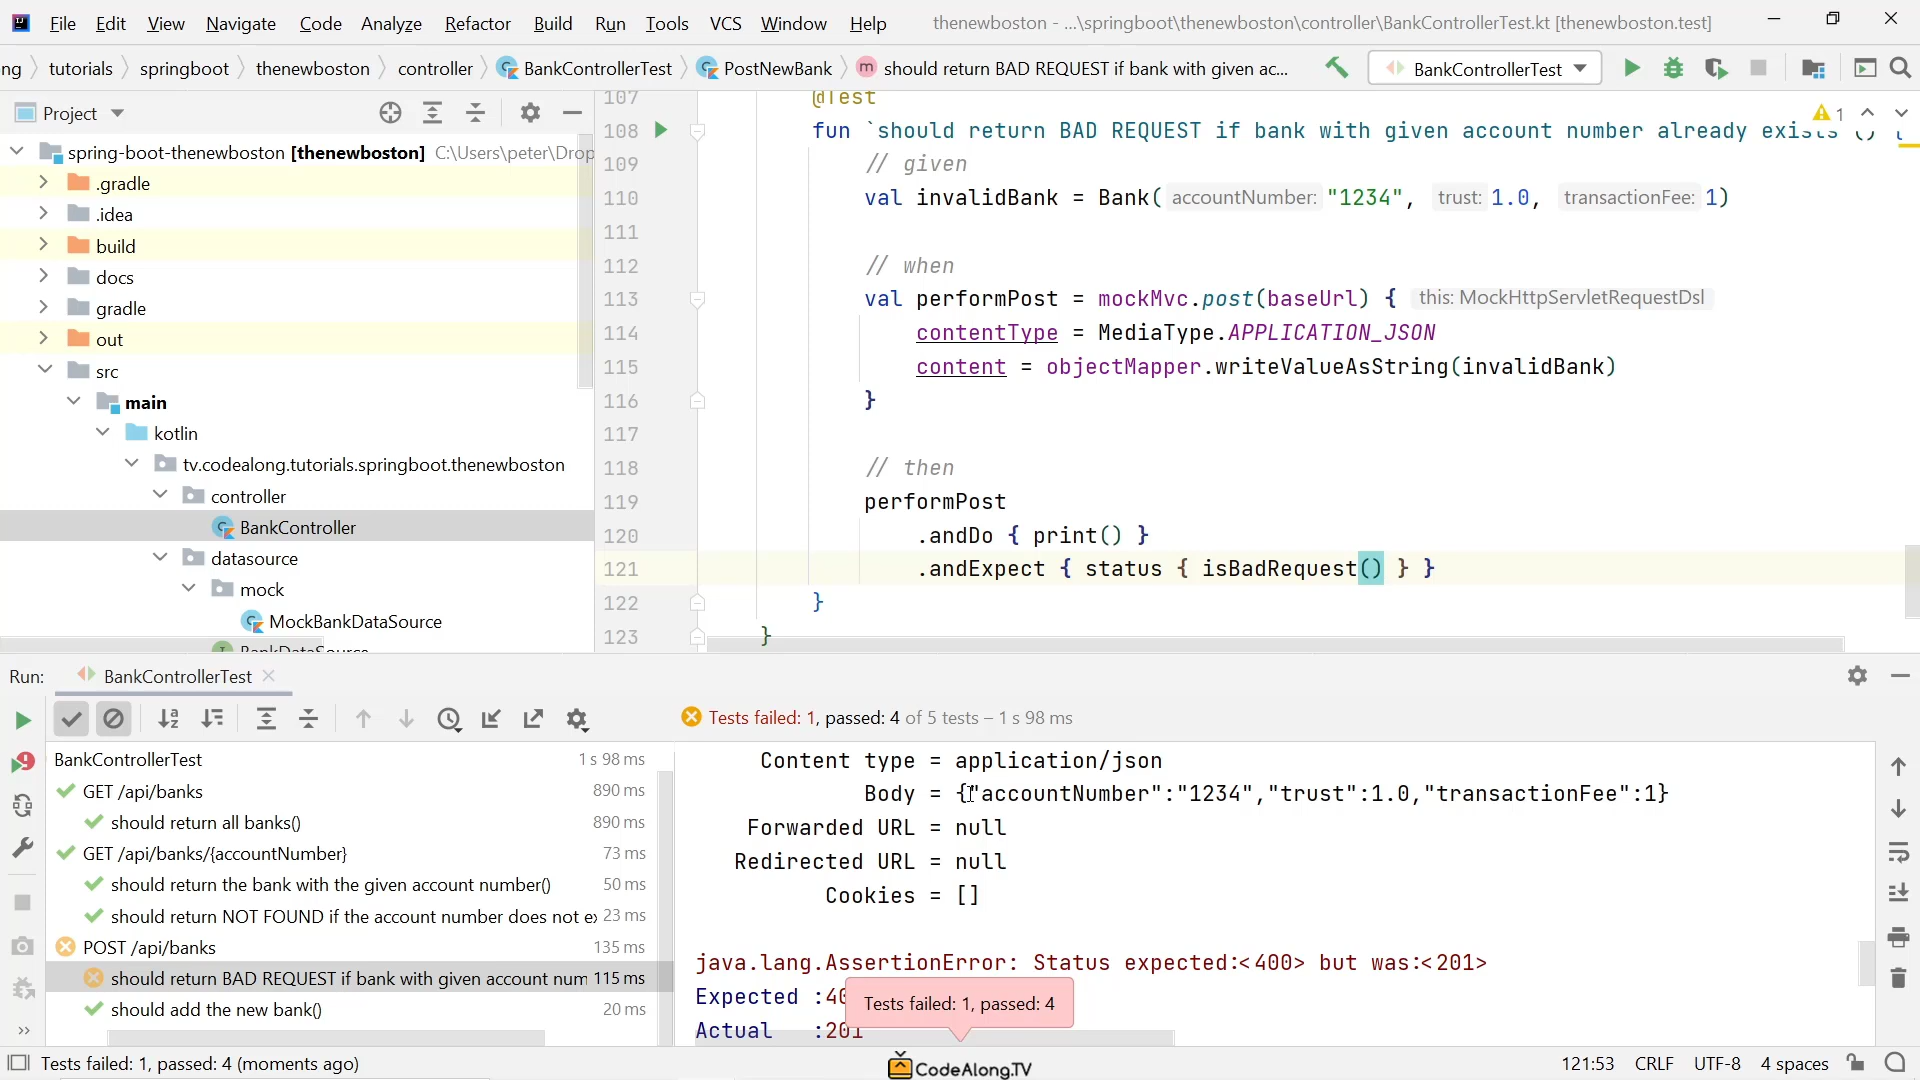 File Edit View Navigate Code Analyze Refactor Build Run Tools VCS Window Help thenewboston - ...\springboot\thenewboston\controller\BankControllerTest.kt [thenewboston.test]
ng tutorials springboot thenewboston controller BankControllerTest PostNewBank m should return BAD REQUEST if bank with given ac... BankControllerTest
Project
spring-boot-thenewboston [thenewboston] C:\Users\peter\Drop
.gradle
.idea
build
docs
gradle
out
src
main
kotlin
tv.codealong.tutorials.springboot.thenewboston
controller
BankController
datasource
mock
MockBankDataSource
BankDataSource
107 @Test
1
108 fun `should return BAD REQUEST if bank with given account number already exists`() {
109 // given
110 val invalidBank = Bank( accountNumber: "1234", trust: 1.0, transactionFee: 1)
111
112 // when
113 val performPost = mockMvc.post(baseUrl) { this: MockHttpServletRequestDsl
114 contentType = MediaType.APPLICATION_JSON
115 content = objectMapper.writeValueAsString(invalidBank)
116 }
117
118 // then
119 performPost
120 .andDo { print() }
121 .andExpect { status { isBadRequest() } }
122 }
123 }
Run: BankControllerTest
Tests failed: 1, passed: 4 of 5 tests – 1 s 98 ms
BankControllerTest 1 s 98 ms
GET /api/banks 890 ms
should return all banks() 890 ms
GET /api/banks/{accountNumber} 73 ms
should return the bank with the given account number() 50 ms
should return NOT FOUND if the account number does not ex 23 ms
POST /api/banks 135 ms
should return BAD REQUEST if bank with given account num 115 ms
should add the new bank() 20 ms
Content type = application/json
Body = {"accountNumber":"1234","trust":1.0,"transactionFee":1}
Forwarded URL = null
Redirected URL = null
Cookies = []
java.lang.AssertionError: Status expected:<400> but was:<201>
Expected :40
Actual :201
Tests failed: 1, passed: 4
Tests failed: 1, passed: 4 (moments ago)
CodeAlong.TV
121:53 CRLF UTF-8 4 spaces